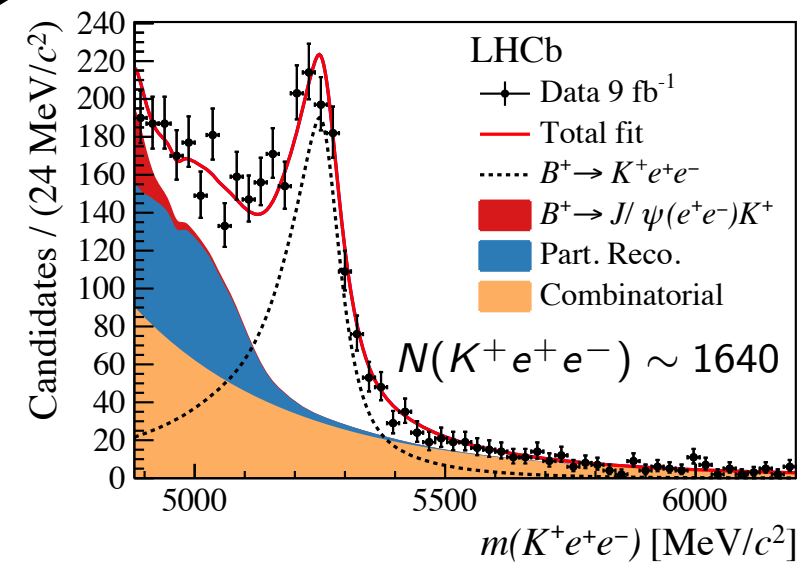 240
220
200
180
160
140
120
100
80
60
40
20
0
Candidates / (24 MeV/c²)
LHCb
Data 9 fb⁻¹
Total fit
B⁺→ K⁺e⁺e⁻
B⁺→ J/ ψ(e⁺e⁻)K⁺
Part. Reco.
Combinatorial
N(K⁺e⁺e⁻) ∼ 1640
5000 5500 6000
m(K⁺e⁺e⁻) [MeV/c²]